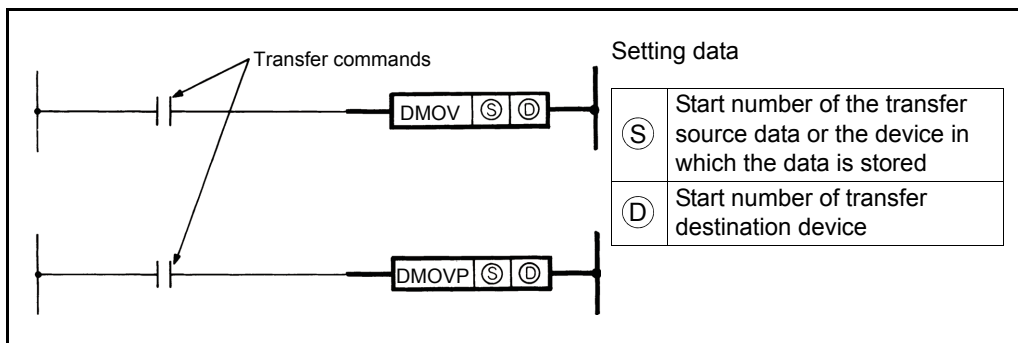 Transfer commands
DMOV Ⓢ Ⓓ
DMOVP Ⓢ Ⓓ
Setting data
Ⓢ Start number of the transfer
source data or the device in
which the data is stored
Ⓓ Start number of transfer
destination device